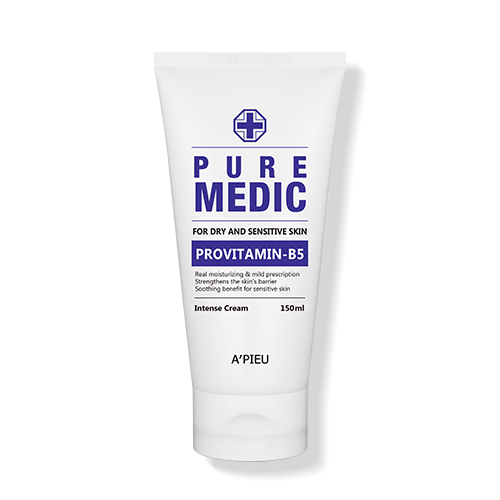 PURE
MEDIC
FOR DRY AND SENSITIVE SKIN
PROVITAMIN-B5
Real moisturizing & mild prescription
Strengthens the skin's barrier
Soothing benefit for sensitive skin
Intense Cream 150ml
A'PIEU